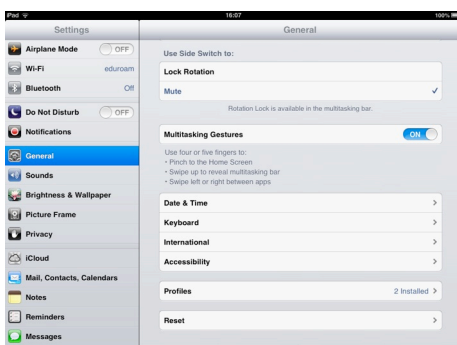 iPad 16:07 100%
Settings
General
Airplane Mode OFF
Wi-Fi eduroam
Bluetooth Off
Do Not Disturb OFF
Notifications
General
Sounds
Brightness & Wallpaper
Picture Frame
Privacy
iCloud
Mail, Contacts, Calendars
Notes
Reminders
Messages
Use Side Switch to:
Lock Rotation
Mute
Rotation Lock is available in the multitasking bar.
Multitasking Gestures ON
Use four or five fingers to:
• Pinch to the Home Screen
• Swipe up to reveal multitasking bar
• Swipe left or right between apps
Date & Time
Keyboard
International
Accessibility
Profiles 2 Installed
Reset